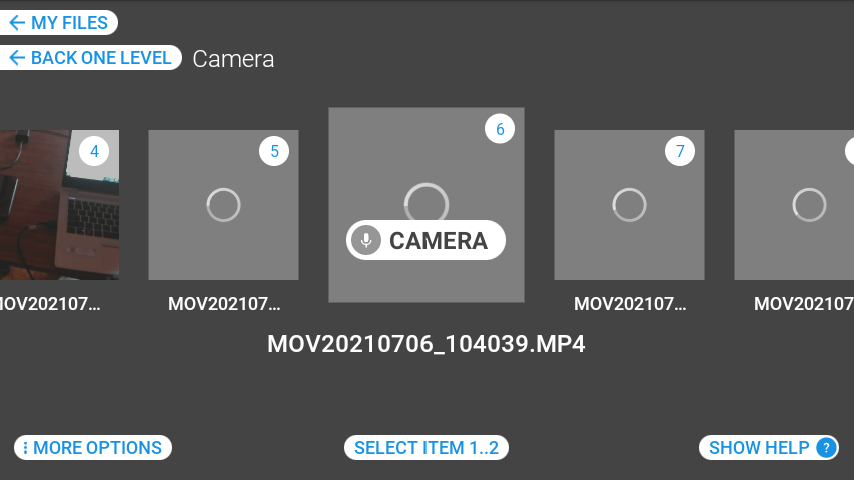 MY FILES
BACK ONE LEVEL Camera
4 5 6 7
CAMERA
MOV202107... MOV202107... MOV202107...
MOV20210706_104039.MP4
MORE OPTIONS SELECT ITEM 1..2 SHOW HELP ?